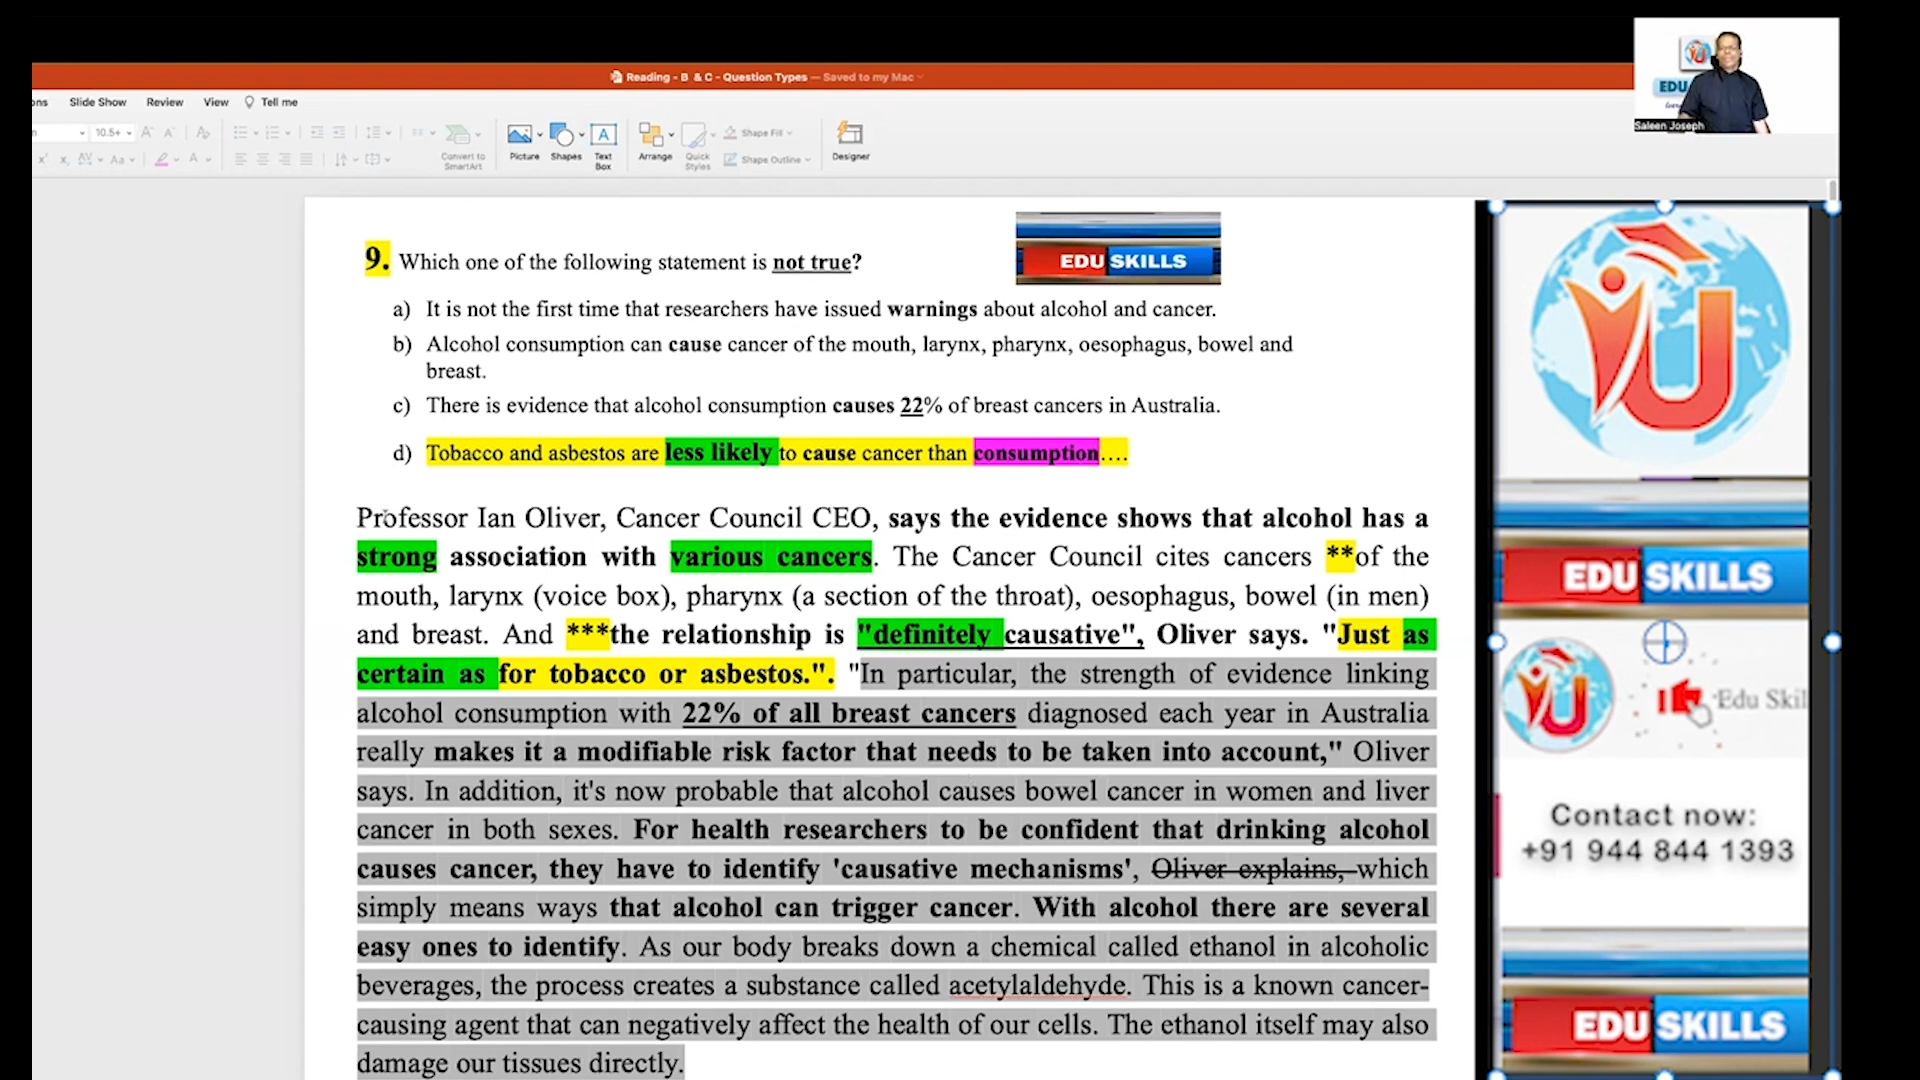 Reading - B & C - Question Types — Saved to my Mac
Saleen Joseph
ons Slide Show Review View Tell me
10.5+
Convert to SmartArt
Picture Shapes Text Box Arrange Quick Styles Shape Fill Shape Outline Designer
9. Which one of the following statement is not true?
EDU SKILLS
a) It is not the first time that researchers have issued warnings about alcohol and cancer.
b) Alcohol consumption can cause cancer of the mouth, larynx, pharynx, oesophagus, bowel and
breast.
c) There is evidence that alcohol consumption causes 22% of breast cancers in Australia.
d) Tobacco and asbestos are less likely to cause cancer than consumption....
Professor Ian Oliver, Cancer Council CEO, says the evidence shows that alcohol has a
strong association with various cancers. The Cancer Council cites cancers **of the
mouth, larynx (voice box), pharynx (a section of the throat), oesophagus, bowel (in men)
and breast. And ***the relationship is "definitely causative", Oliver says. "Just as
certain as for tobacco or asbestos.". "In particular, the strength of evidence linking
alcohol consumption with 22% of all breast cancers diagnosed each year in Australia
really makes it a modifiable risk factor that needs to be taken into account," Oliver
says. In addition, it's now probable that alcohol causes bowel cancer in women and liver
cancer in both sexes. For health researchers to be confident that drinking alcohol
causes cancer, they have to identify 'causative mechanisms', Oliver explains, which
simply means ways that alcohol can trigger cancer. With alcohol there are several
easy ones to identify. As our body breaks down a chemical called ethanol in alcoholic
beverages, the process creates a substance called acetylaldehyde. This is a known cancer-
causing agent that can negatively affect the health of our cells. The ethanol itself may also
damage our tissues directly.
EDU SKILLS
Edu Skil
Contact now:
+91 944 844 1393
EDU SKILLS